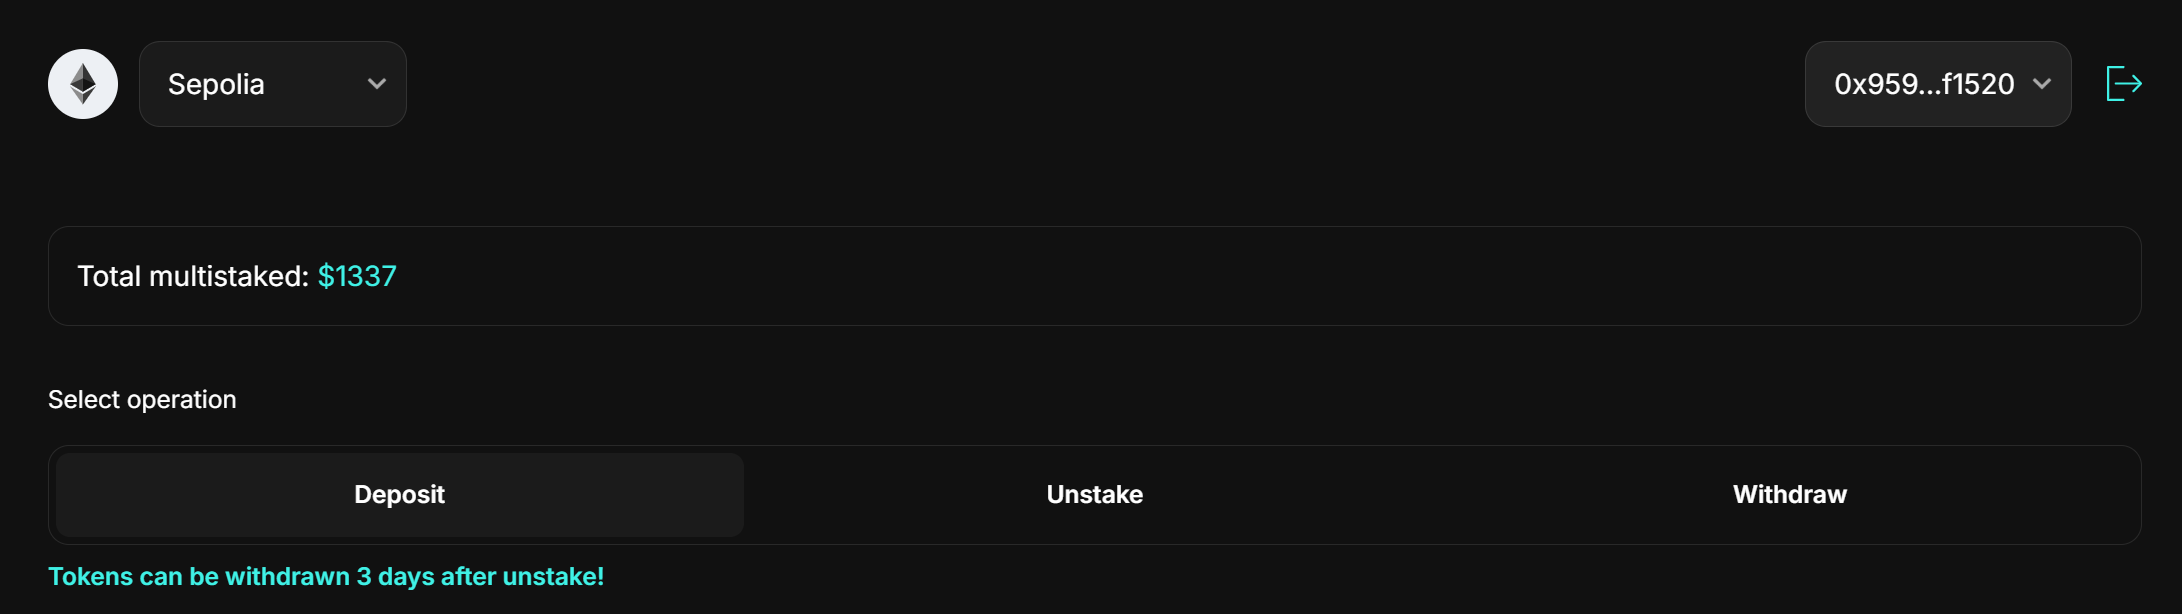 Sepolia
0x959...f1520
Total multistaked: $1337
Select operation
Deposit
Unstake
Withdraw
Tokens can be withdrawn 3 days after unstake!